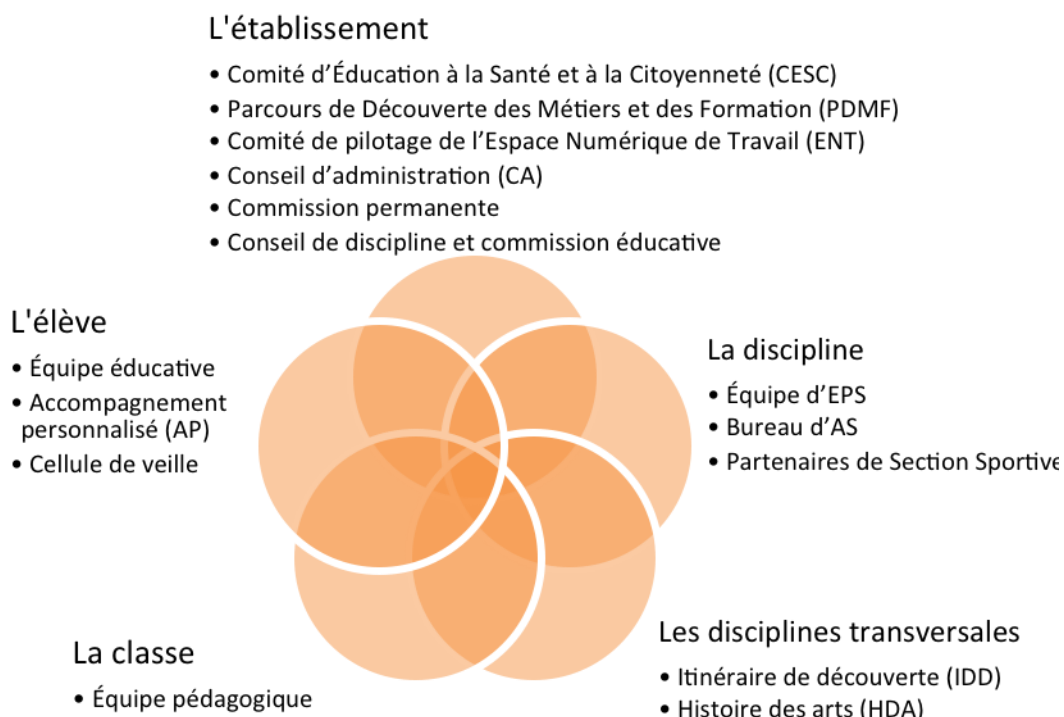 L'établissement
• Comité d'Éducation à la Santé et à la Citoyenneté (CESC)
• Parcours de Découverte des Métiers et des Formation (PDMF)
• Comité de pilotage de l'Espace Numérique de Travail (ENT)
• Conseil d'administration (CA)
• Commission permanente
• Conseil de discipline et commission éducative
L'élève
• Équipe éducative
• Accompagnement
personnalisé (AP)
• Cellule de veille
La discipline
• Équipe d'EPS
• Bureau d'AS
• Partenaires de Section Sportive
La classe
• Équipe pédagogique
Les disciplines transversales
• Itinéraire de découverte (IDD)
• Histoire des arts (HDA)